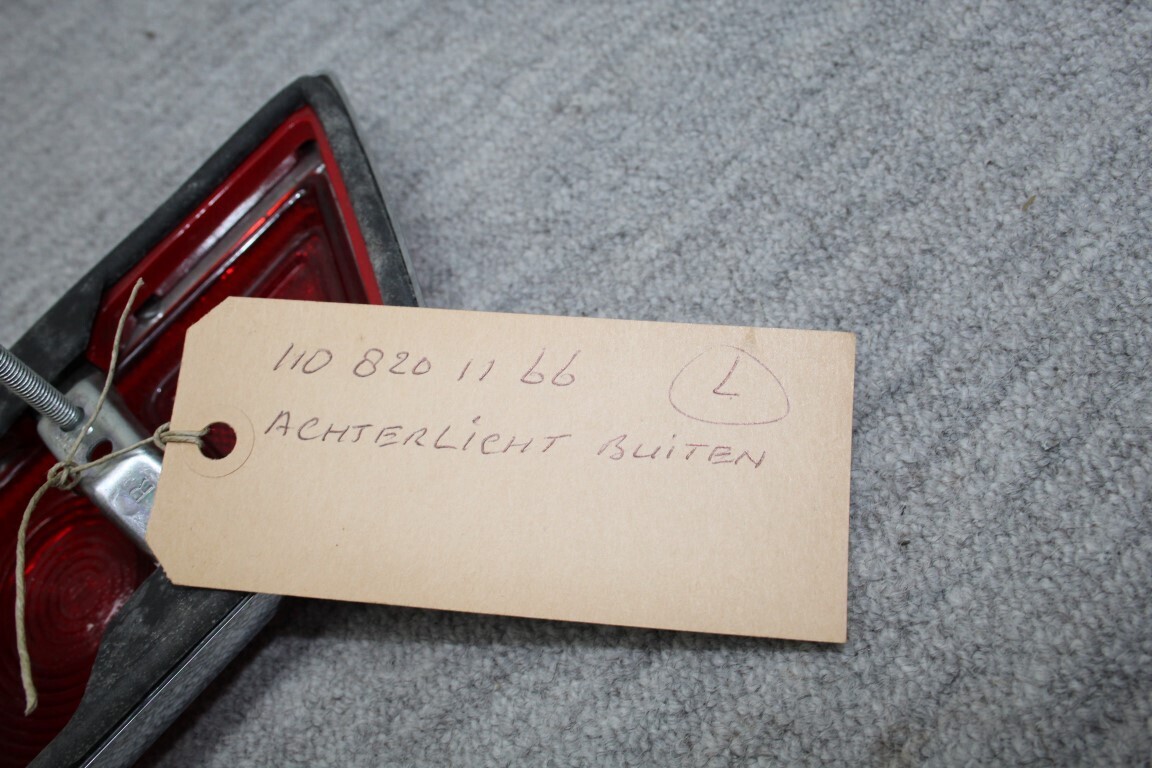 110 820 11 66 L
ACHTERLiCHT BUiTEN
R